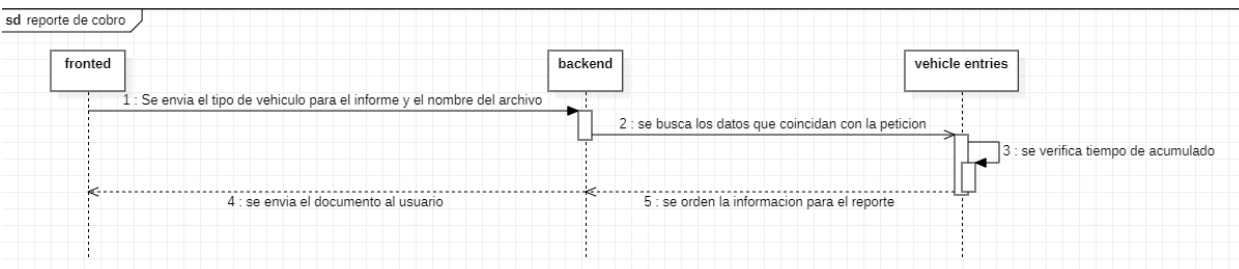 sd reporte de cobro
fronted
backend
vehicle entries
1 : Se envia el tipo de vehiculo para el informe y el nombre del archivo
2 : se busca los datos que coincidan con la peticion
3 : se verifica tiempo de acumulado
4 : se envia el documento al usuario
5 : se orden la informacion para el reporte